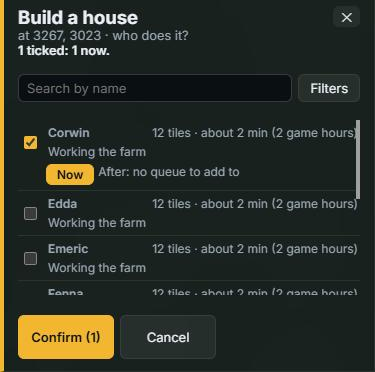 Build a house
at 3267, 3023 · who does it?
1 ticked: 1 now.
Search by name
Filters
Corwin 12 tiles · about 2 min (2 game hours)
Working the farm
Now After: no queue to add to
Edda 12 tiles · about 2 min (2 game hours)
Working the farm
Emeric 12 tiles · about 2 min (2 game hours)
Working the farm
Fenna 12 tiles · about 2 min (2 game hours)
Confirm (1)
Cancel